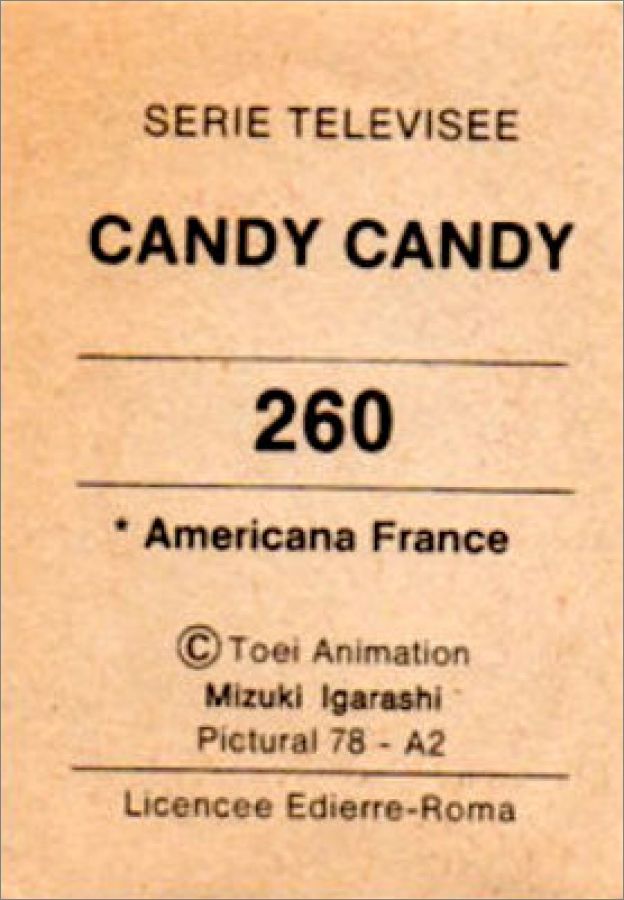 SERIE TELEVISEE
CANDY CANDY
260
* Americana France
© Toei Animation
Mizuki Igarashi
Pictural 78 - A2
Licencee Edierre-Roma